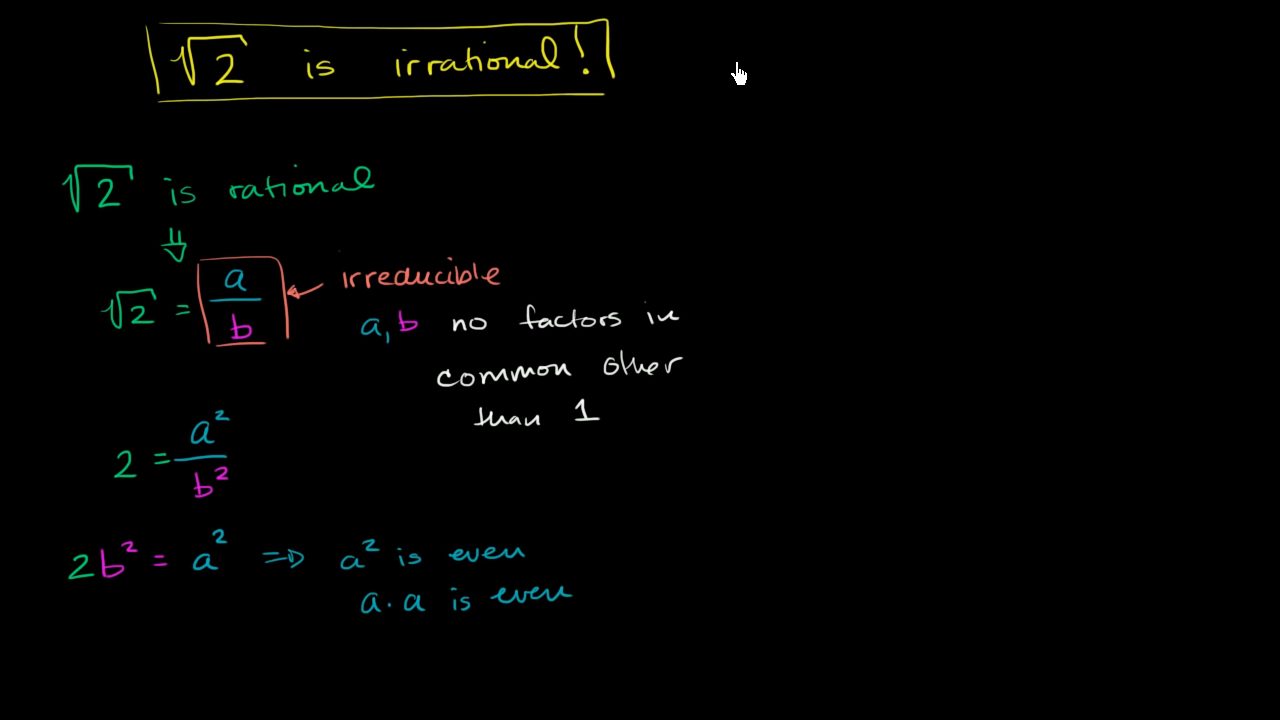 √2 is irrational!
√2 is rational
⇓
√2 = a/b ← irreducible
a, b no factors in
common other
than 1
2 = a²/b²
2b² = a² ⇒ a² is even
a·a is even